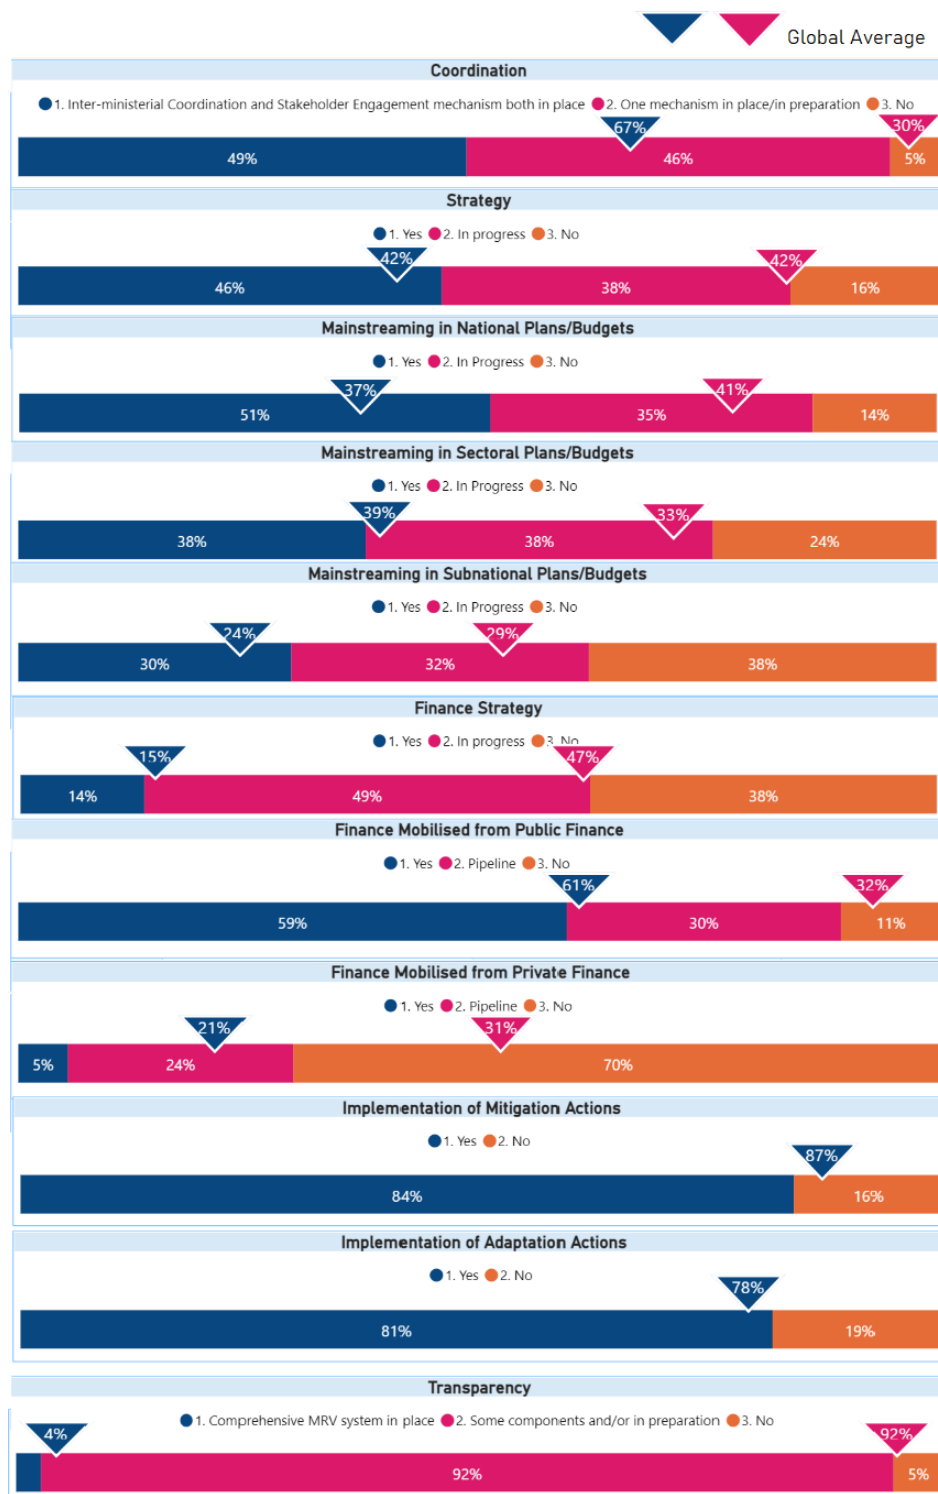 Global Average
Coordination
1. Inter-ministerial Coordination and Stakeholder Engagement mechanism both in place 2. One mechanism in place/in preparation 3. No
67% 30%
49% 46% 5%
Strategy
1. Yes 2. In progress 3. No
42% 42%
46% 38% 16%
Mainstreaming in National Plans/Budgets
1. Yes 2. In Progress 3. No
37% 41%
51% 35% 14%
Mainstreaming in Sectoral Plans/Budgets
1. Yes 2. In Progress 3. No
39% 33%
38% 38% 24%
Mainstreaming in Subnational Plans/Budgets
1. Yes 2. In Progress 3. No
24% 29%
30% 32% 38%
Finance Strategy
1. Yes 2. In progress 3. No
15% 47%
14% 49% 38%
Finance Mobilised from Public Finance
1. Yes 2. Pipeline 3. No
61% 32%
59% 30% 11%
Finance Mobilised from Private Finance
1. Yes 2. Pipeline 3. No
21% 31%
5% 24% 70%
Implementation of Mitigation Actions
1. Yes 2. No
87%
84% 16%
Implementation of Adaptation Actions
1. Yes 2. No
78%
81% 19%
Transparency
1. Comprehensive MRV system in place 2. Some components and/or in preparation 3. No
4% 92%
92% 5%